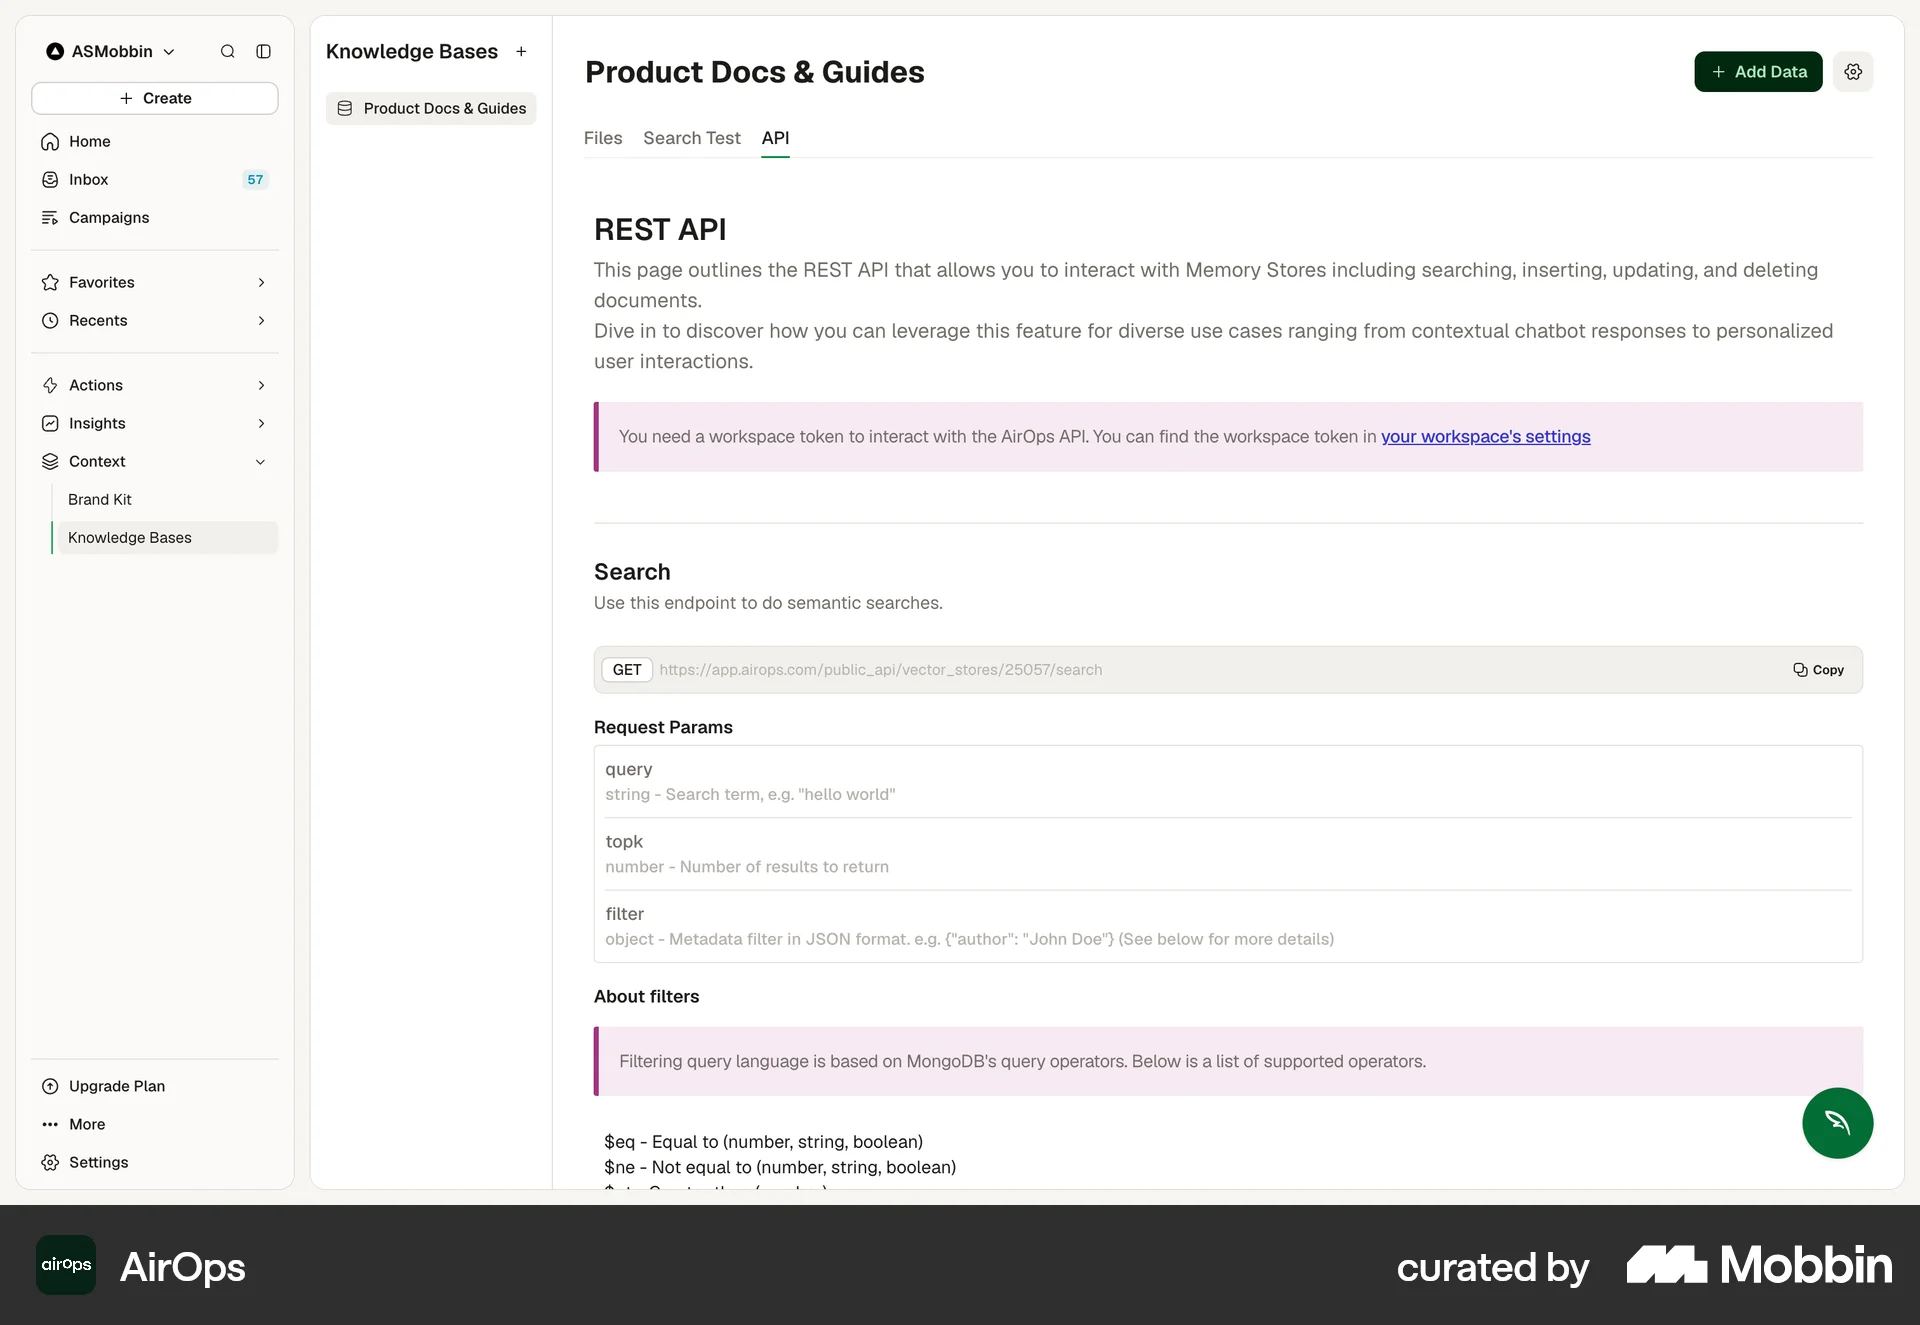 ASMobbin
Create
Home
Inbox
57
Campaigns
Favorites
Recents
Actions
Insights
Context
Brand Kit
Knowledge Bases
Upgrade Plan
More
Settings
Knowledge Bases
Product Docs & Guides
Product Docs & Guides
Add Data
Files
Search Test
API
REST API
This page outlines the REST API that allows you to interact with Memory Stores including searching, inserting, updating, and deleting
documents.
Dive in to discover how you can leverage this feature for diverse use cases ranging from contextual chatbot responses to personalized
user interactions.
You need a workspace token to interact with the AirOps API. You can find the workspace token in your workspace's settings
Search
Use this endpoint to do semantic searches.
GET
https://app.airops.com/public_api/vector_stores/25057/search
Copy
Request Params
query
string - Search term, e.g. "hello world"
topk
number - Number of results to return
filter
object - Metadata filter in JSON format. e.g. {"author": "John Doe"} (See below for more details)
About filters
Filtering query language is based on MongoDB's query operators. Below is a list of supported operators.
$eq - Equal to (number, string, boolean)
$ne - Not equal to (number, string, boolean)
airops
AirOps
curated by
Mobbin